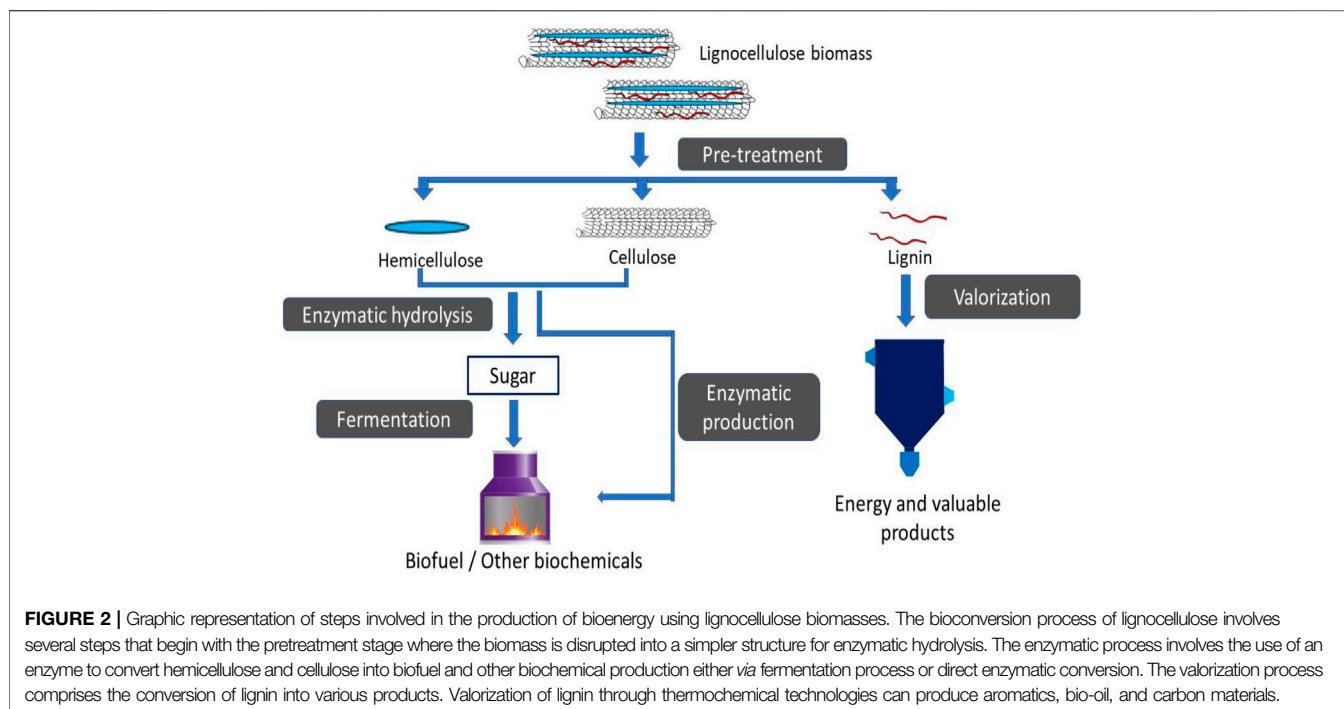 Lignocellulose biomass
Pre-treatment
Hemicellulose
Cellulose
Lignin
Enzymatic hydrolysis
Valorization
Sugar
Fermentation
Enzymatic
production
Energy and valuable
products
Biofuel / Other biochemicals
FIGURE 2 | Graphic representation of steps involved in the production of bioenergy using lignocellulose biomasses. The bioconversion process of lignocellulose involves
several steps that begin with the pretreatment stage where the biomass is disrupted into a simpler structure for enzymatic hydrolysis. The enzymatic process involves the use of an
enzyme to convert hemicellulose and cellulose into biofuel and other biochemical production either via fermentation process or direct enzymatic conversion. The valorization process
comprises the conversion of lignin into various products. Valorization of lignin through thermochemical technologies can produce aromatics, bio-oil, and carbon materials.